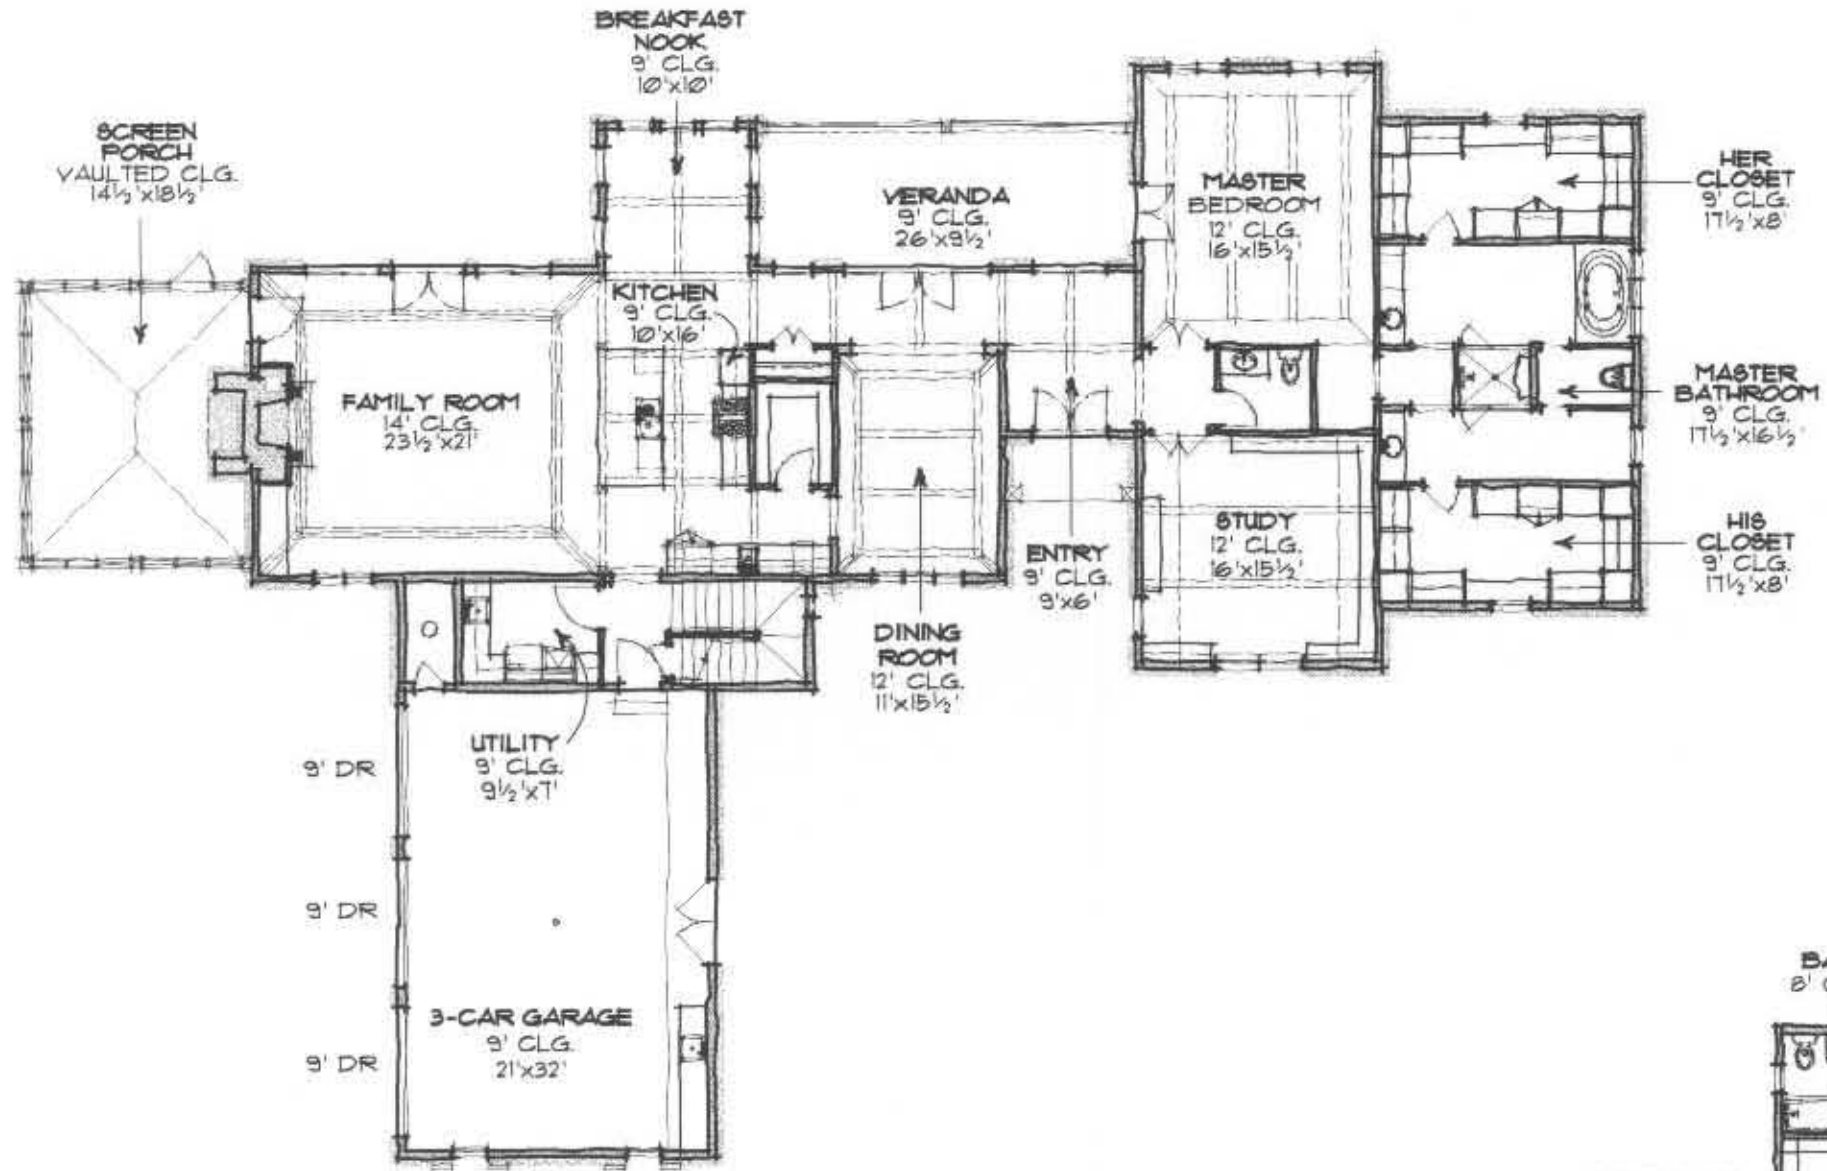 BREAKFAST
NOOK
9' CLG.
10'x10'
SCREEN
PORCH
VAULTED CLG.
14½'x18½'
VERANDA
9' CLG.
26'x9½'
MASTER
BEDROOM
12' CLG.
16'x15½'
HER
CLOSET
9' CLG.
17½'x8'
KITCHEN
9' CLG.
10'x16'
FAMILY ROOM
14' CLG.
23½'x21'
MASTER
BATHROOM
9' CLG.
17½'x16½'
STUDY
12' CLG.
16'x15½'
HIS
CLOSET
9' CLG.
17½'x8'
ENTRY
9' CLG.
9'x6'
DINING
ROOM
12' CLG.
11'x15½'
UTILITY
9' CLG.
9½'x7'
9' DR
9' DR
9' DR
3-CAR GARAGE
9' CLG.
21'x32'
8'